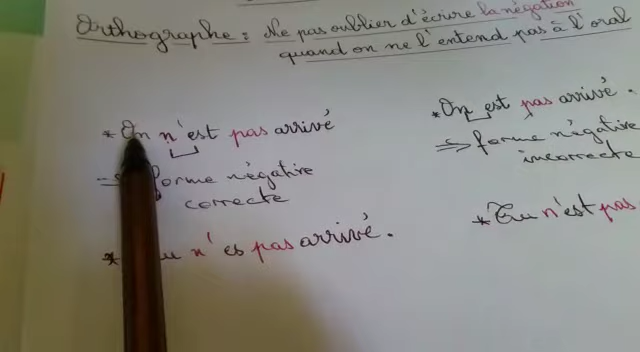 Orthographe : Ne pas oublier d'écrire la négation
quand on ne l'entend pas à l'oral
* On n'est pas arrivé
forme négative
correcte
* n'es pas arrivé.
* On est pas arrivé.
=> forme négative
incorrecte
* Tu n'est pas